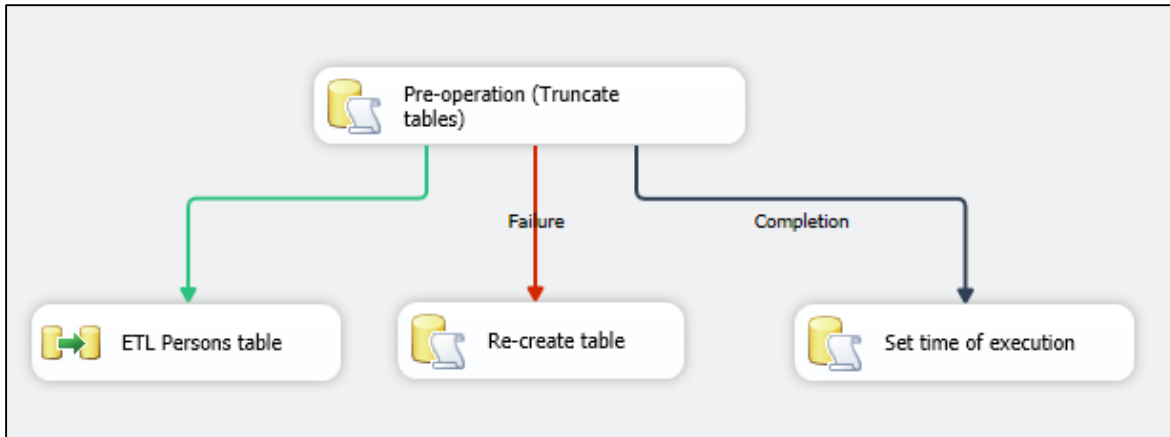 Pre-operation (Truncate
tables)
Failure
Completion
ETL Persons table
Re-create table
Set time of execution